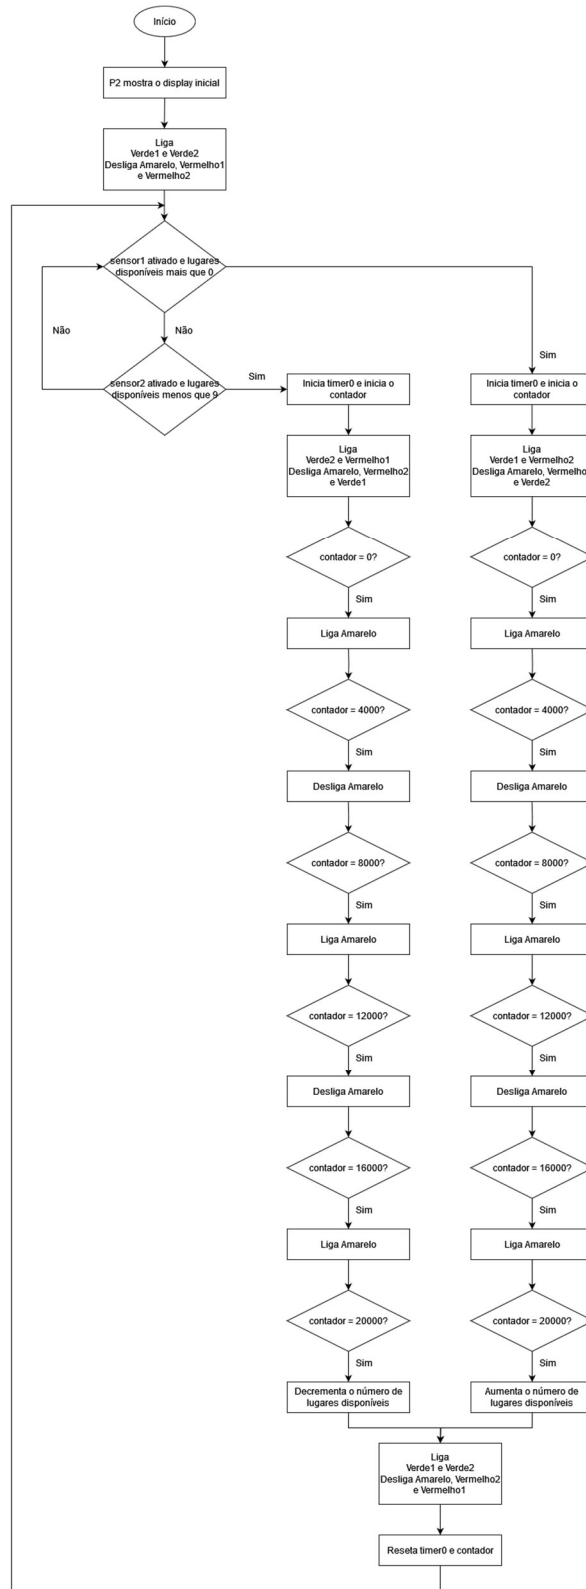 Início
P2 mostra o display inicial
Liga
Verde1 e Verde2
Desliga Amarelo, Vermelho1
e Vermelho2
sensor1 ativado e lugares
disponíveis mais que 0
Não
Não
Sim
sensor2 ativado e lugares
disponíveis menos que 9
Sim
Inicia timer0 e inicia o
contador
Inicia timer0 e inicia o
contador
Liga
Verde2 e Vermelho1
Desliga Amarelo, Vermelho2
e Verde1
Liga
Verde1 e Vermelho2
Desliga Amarelo, Vermelho
e Verde2
contador = 0?
contador = 0?
Sim
Sim
Liga Amarelo
Liga Amarelo
contador = 4000?
contador = 4000?
Sim
Sim
Desliga Amarelo
Desliga Amarelo
contador = 8000?
contador = 8000?
Sim
Sim
Liga Amarelo
Liga Amarelo
contador = 12000?
contador = 12000?
Sim
Sim
Desliga Amarelo
Desliga Amarelo
contador = 16000?
contador = 16000?
Sim
Sim
Liga Amarelo
Liga Amarelo
contador = 20000?
contador = 20000?
Sim
Sim
Decrementa o número de
lugares disponíveis
Aumenta o número de
lugares disponíveis
Liga
Verde1 e Verde2
Desliga Amarelo, Vermelho2
e Vermelho1
Reseta timer0 e contador